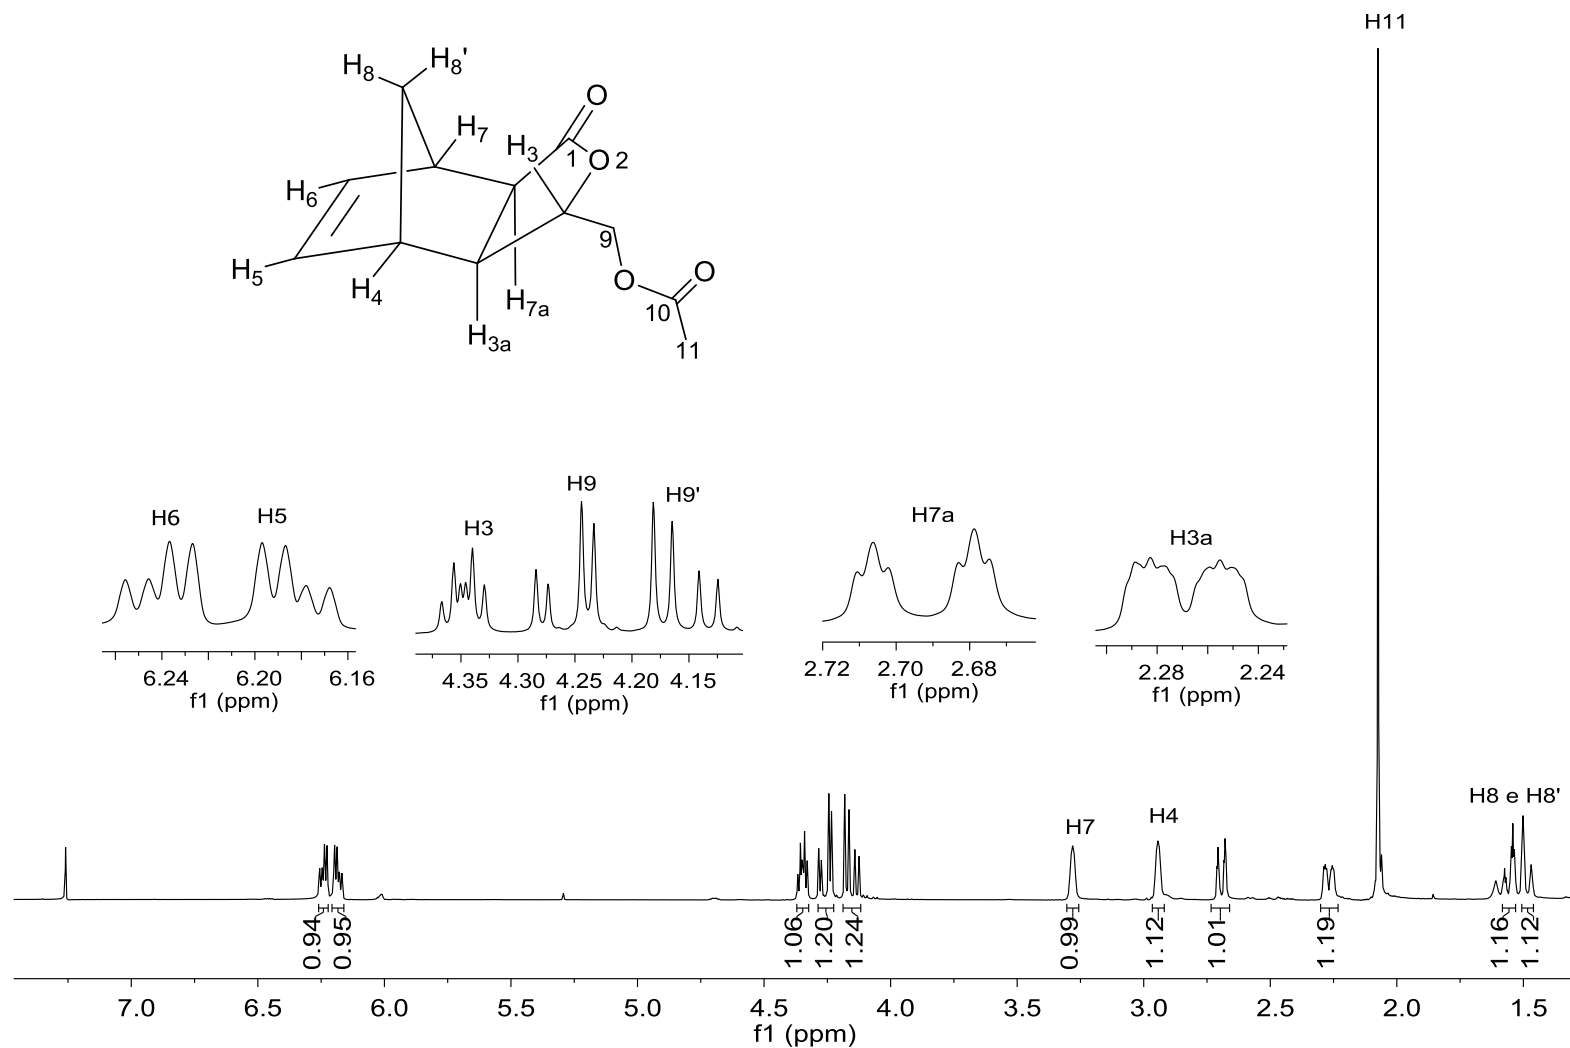 H11
H8
H8'
O
H7
H3
1
O 2
H6
9
H5
O
O
H4
H7a
10
H3a
11
H6
H5
6.24 6.20 6.16
f1 (ppm)
H3
H9
H9'
4.35 4.30 4.25 4.20 4.15
f1 (ppm)
H7a
2.72 2.70 2.68
f1 (ppm)
H3a
2.28 2.24
f1 (ppm)
H7
H4
H8 e H8'
0.94
0.95
1.06
1.20
1.24
0.99
1.12
1.01
1.19
1.16
1.12
7.0 6.5 6.0 5.5 5.0 4.5 4.0 3.5 3.0 2.5 2.0 1.5
f1 (ppm)